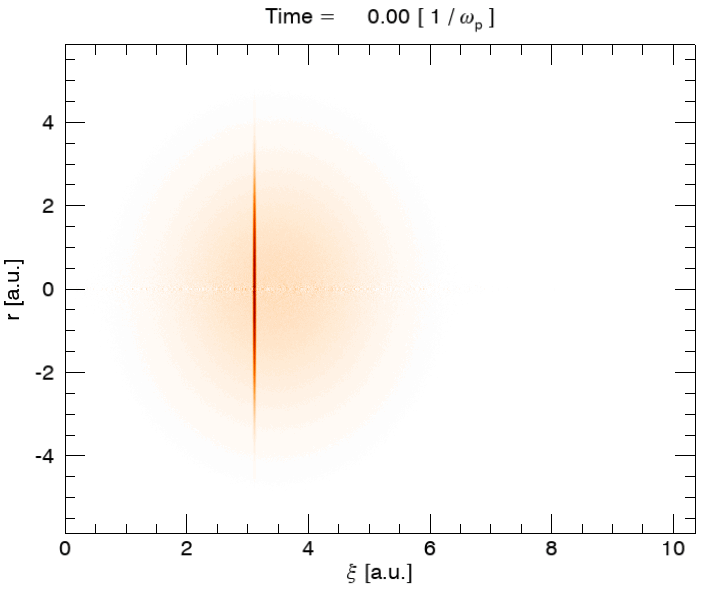 Time = 0.00 [ 1 / ω_p ]
4
2
0
-2
-4
r [a.u.]
0 2 4 6 8 10
ξ [a.u.]